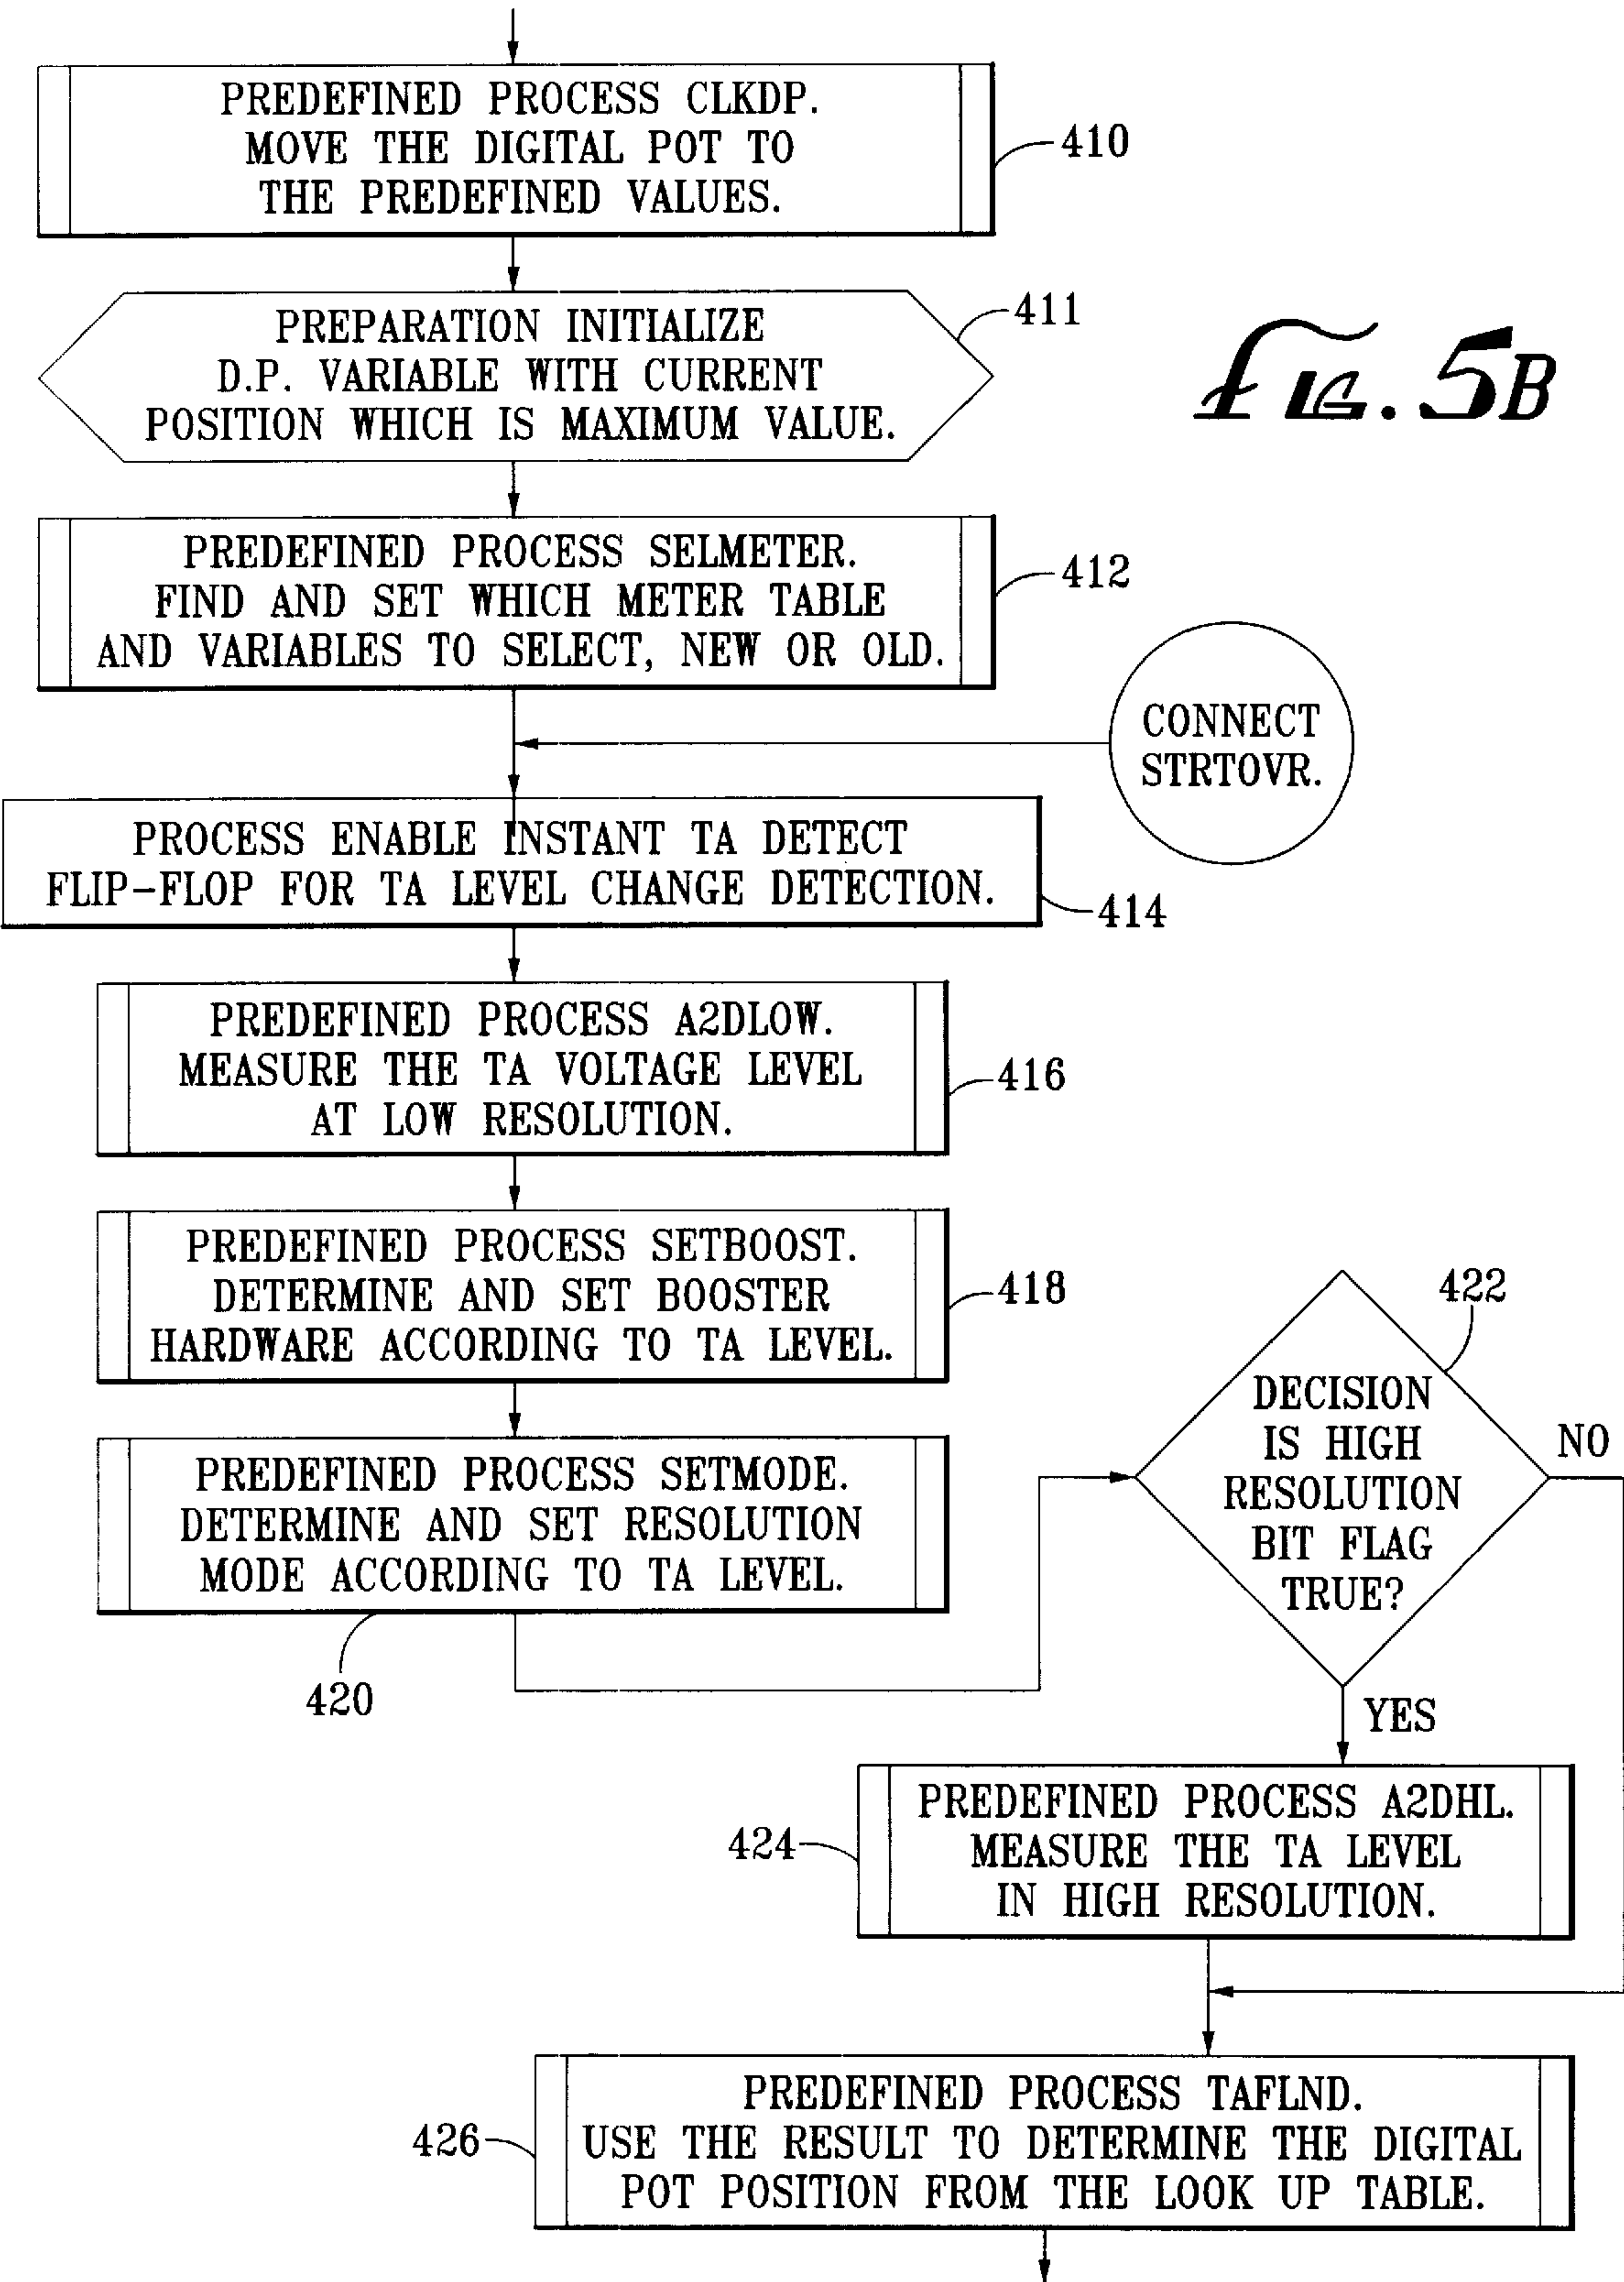 PREDEFINED PROCESS CLKDP.
MOVE THE DIGITAL POT TO
THE PREDEFINED VALUES.
410
PREPARATION INITIALIZE
D.P. VARIABLE WITH CURRENT
POSITION WHICH IS MAXIMUM VALUE.
411
FIG. 5B
PREDEFINED PROCESS SELMETER.
FIND AND SET WHICH METER TABLE
AND VARIABLES TO SELECT, NEW OR OLD.
412
CONNECT
STRTOVR.
PROCESS ENABLE INSTANT TA DETECT
FLIP-FLOP FOR TA LEVEL CHANGE DETECTION.
414
PREDEFINED PROCESS A2DLOW.
MEASURE THE TA VOLTAGE LEVEL
AT LOW RESOLUTION.
416
PREDEFINED PROCESS SETBOOST.
DETERMINE AND SET BOOSTER
HARDWARE ACCORDING TO TA LEVEL.
418
PREDEFINED PROCESS SETMODE.
DETERMINE AND SET RESOLUTION
MODE ACCORDING TO TA LEVEL.
420
422
DECISION
IS HIGH
RESOLUTION
BIT FLAG
TRUE?
NO
YES
PREDEFINED PROCESS A2DHL.
MEASURE THE TA LEVEL
IN HIGH RESOLUTION.
424
PREDEFINED PROCESS TAFLND.
USE THE RESULT TO DETERMINE THE DIGITAL
POT POSITION FROM THE LOOK UP TABLE.
426